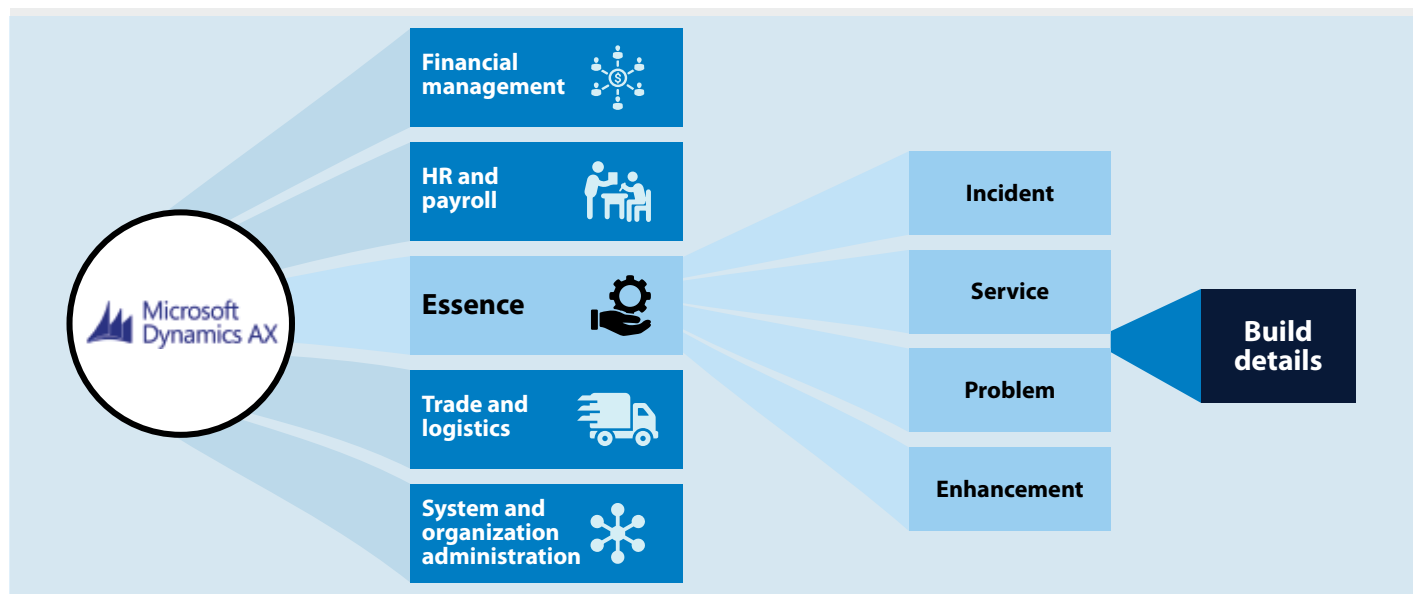 Financial
management
HR and
payroll
Essence
Trade and
logistics
System and
organization
administration
Microsoft
Dynamics AX
Incident
Service
Problem
Enhancement
Build
details
$